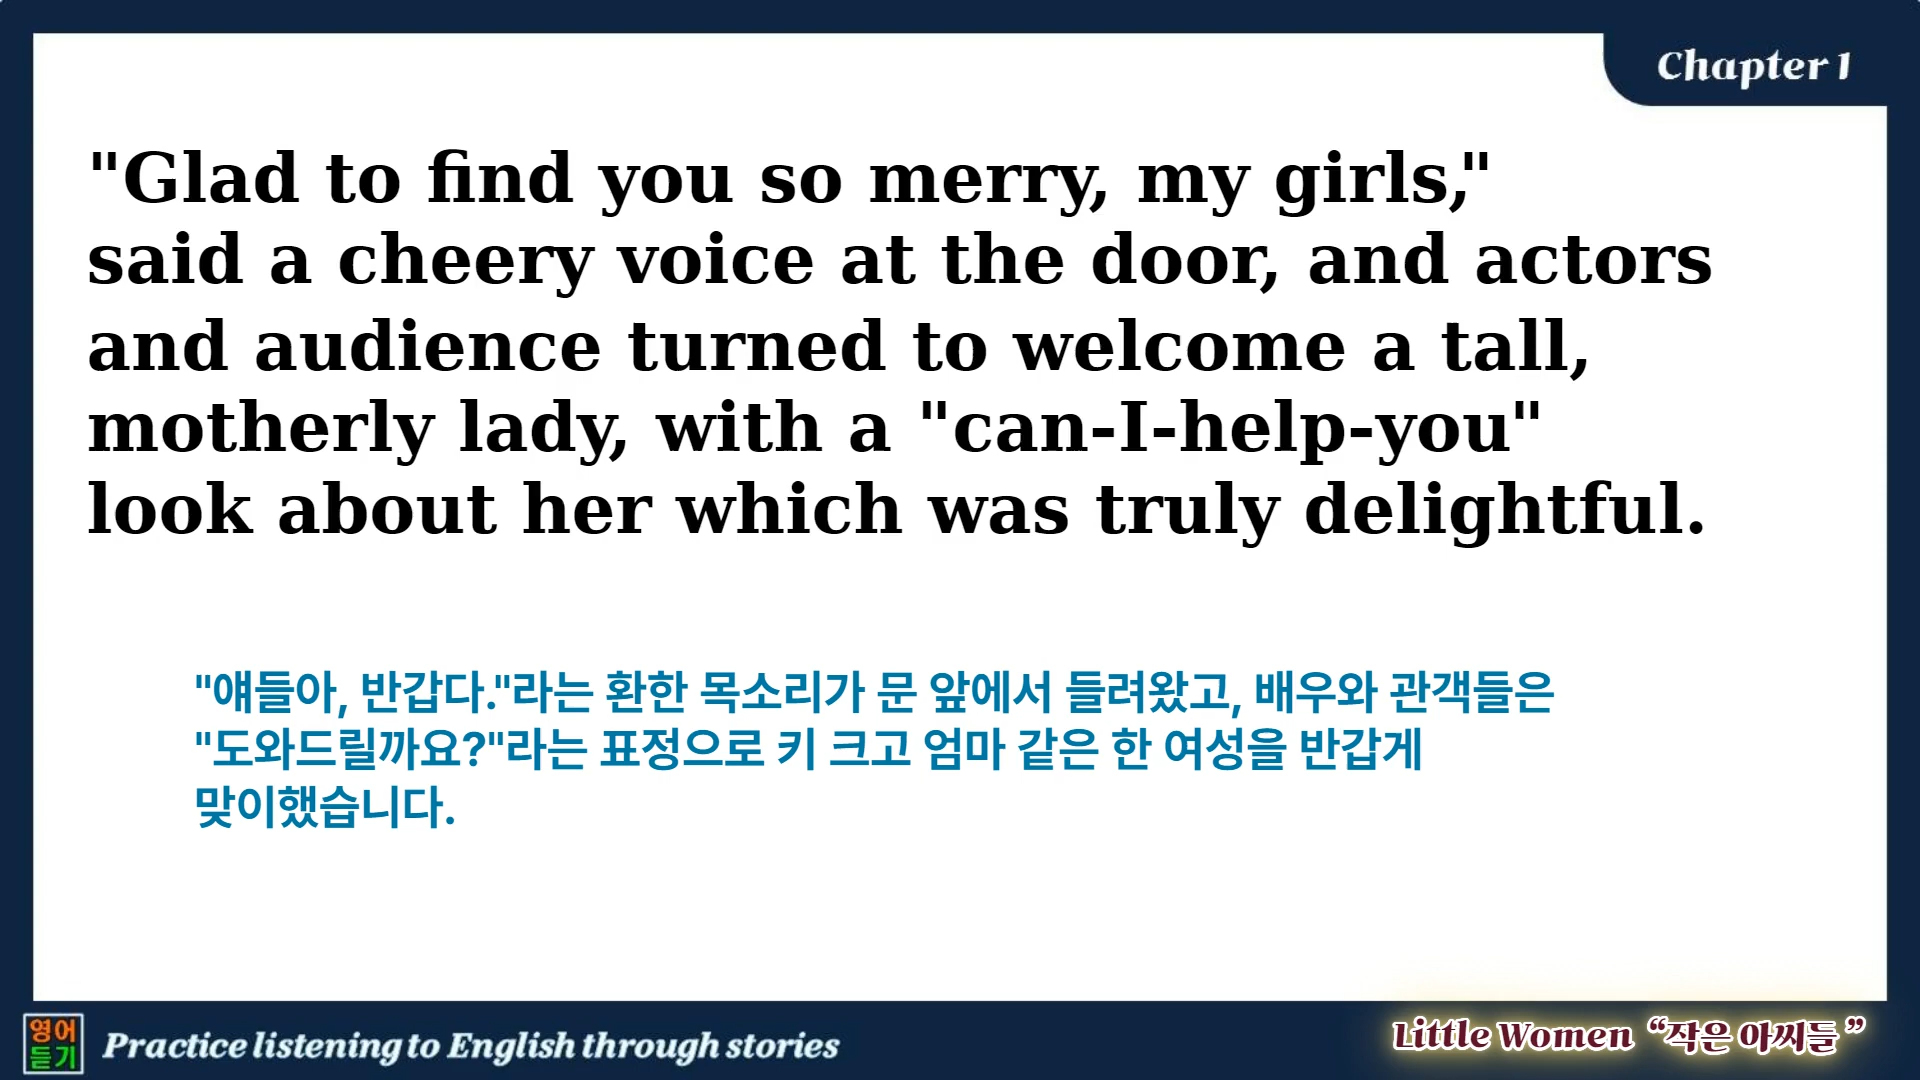 Chapter 1
"Glad to find you so merry, my girls,"
said a cheery voice at the door, and actors
and audience turned to welcome a tall,
motherly lady, with a "can-I-help-you"
look about her which was truly delightful.
"얘들아, 반갑다."라는 환한 목소리가 문 앞에서 들려왔고, 배우와 관객들은
"도와드릴까요?"라는 표정으로 키 크고 엄마 같은 한 여성을 반갑게
맞이했습니다.
영어
듣기
Practice listening to English through stories
Little Women “작은 아씨들”